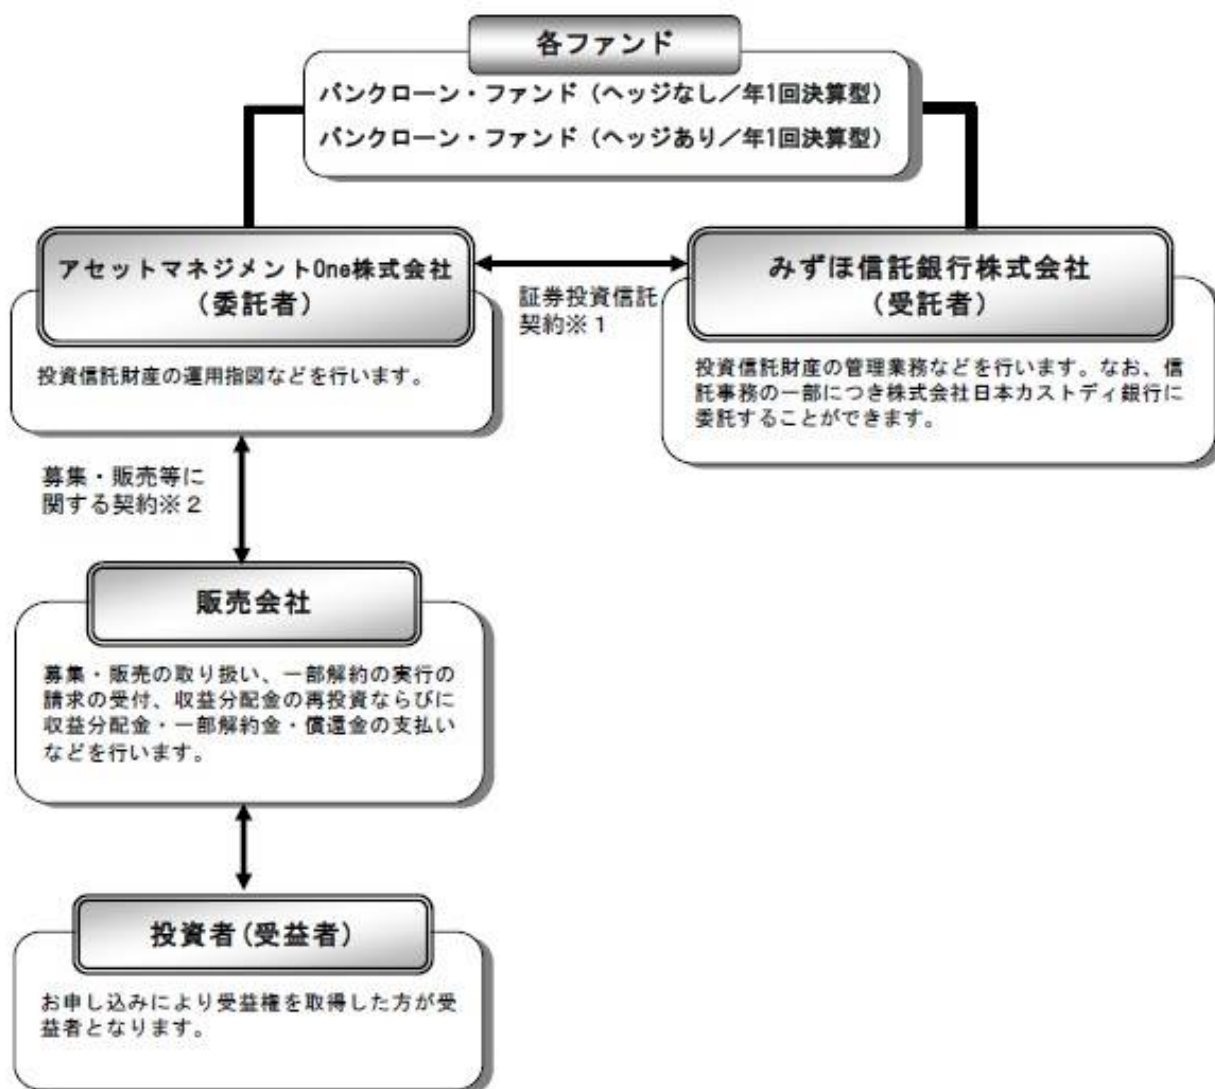 各ファンド
バンクローン・ファンド（ヘッジなし／年1回決算型）
バンクローン・ファンド（ヘッジあり／年1回決算型）
アセットマネジメントOne株式会社
（委託者）
投資信託財産の運用指図などを行います。
証券投資信託
契約※１
みずほ信託銀行株式会社
（受託者）
投資信託財産の管理業務などを行います。なお、信
託事務の一部につき株式会社日本カストディ銀行に
委託することができます。
募集・販売等に
関する契約※２
販売会社
募集・販売の取り扱い、一部解約の実行の
請求の受付、収益分配金の再投資ならびに
収益分配金・一部解約金・償還金の支払い
などを行います。
投資者(受益者)
お申し込みにより受益権を取得した方が受
益者となります。